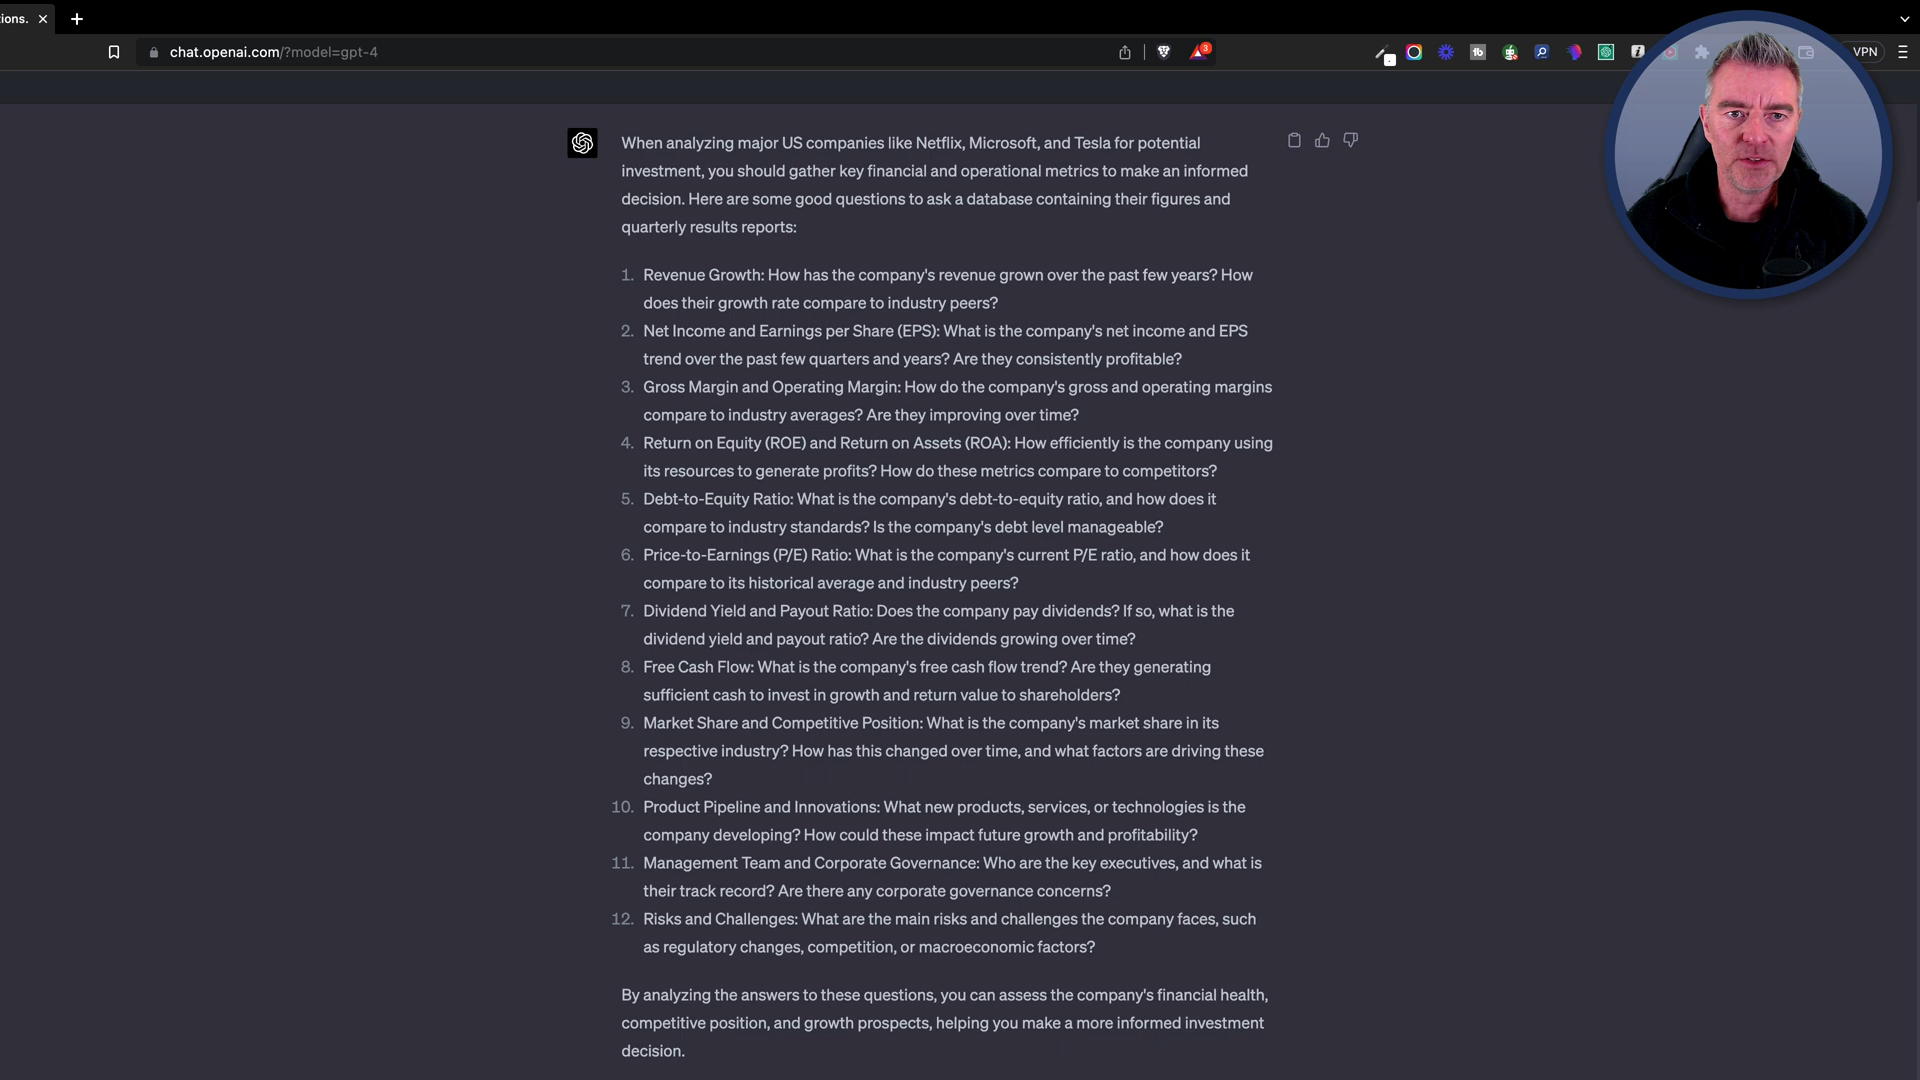 ions.
chat.openai.com/?model=gpt-4
3
tb
VPN
When analyzing major US companies like Netflix, Microsoft, and Tesla for potential
investment, you should gather key financial and operational metrics to make an informed
decision. Here are some good questions to ask a database containing their figures and
quarterly results reports:
1. Revenue Growth: How has the company's revenue grown over the past few years? How
does their growth rate compare to industry peers?
2. Net Income and Earnings per Share (EPS): What is the company's net income and EPS
trend over the past few quarters and years? Are they consistently profitable?
3. Gross Margin and Operating Margin: How do the company's gross and operating margins
compare to industry averages? Are they improving over time?
4. Return on Equity (ROE) and Return on Assets (ROA): How efficiently is the company using
its resources to generate profits? How do these metrics compare to competitors?
5. Debt-to-Equity Ratio: What is the company's debt-to-equity ratio, and how does it
compare to industry standards? Is the company's debt level manageable?
6. Price-to-Earnings (P/E) Ratio: What is the company's current P/E ratio, and how does it
compare to its historical average and industry peers?
7. Dividend Yield and Payout Ratio: Does the company pay dividends? If so, what is the
dividend yield and payout ratio? Are the dividends growing over time?
8. Free Cash Flow: What is the company's free cash flow trend? Are they generating
sufficient cash to invest in growth and return value to shareholders?
9. Market Share and Competitive Position: What is the company's market share in its
respective industry? How has this changed over time, and what factors are driving these
changes?
10. Product Pipeline and Innovations: What new products, services, or technologies is the
company developing? How could these impact future growth and profitability?
11. Management Team and Corporate Governance: Who are the key executives, and what is
their track record? Are there any corporate governance concerns?
12. Risks and Challenges: What are the main risks and challenges the company faces, such
as regulatory changes, competition, or macroeconomic factors?
By analyzing the answers to these questions, you can assess the company's financial health,
competitive position, and growth prospects, helping you make a more informed investment
decision.